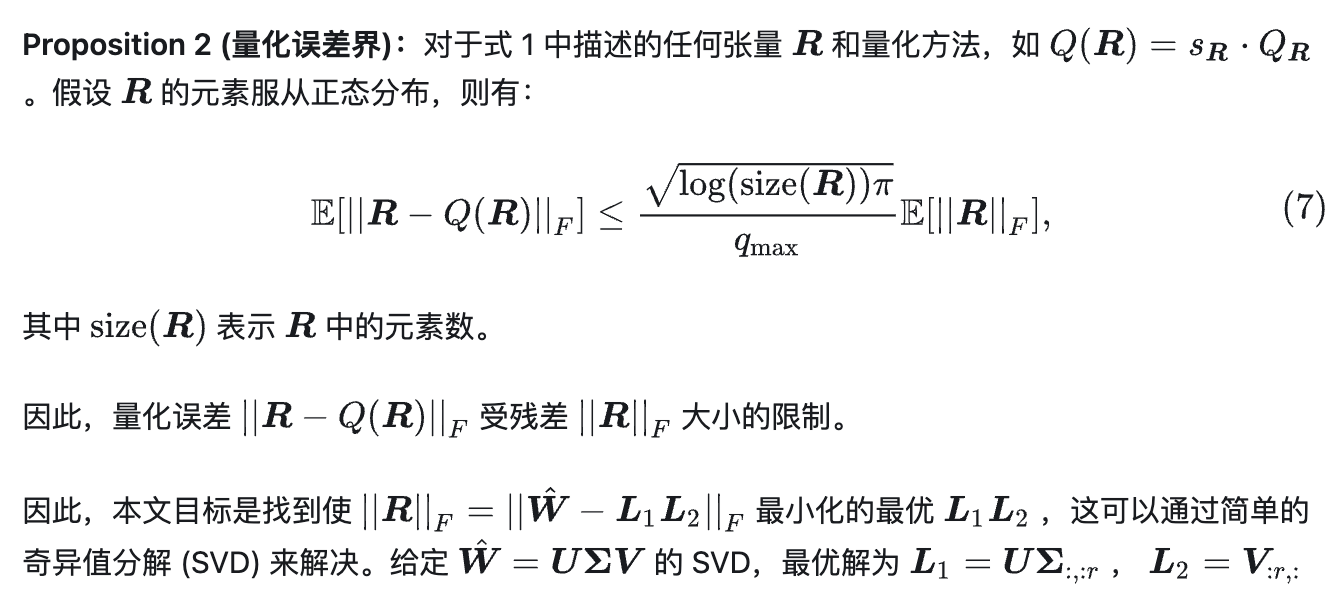 Proposition 2 (量化误差界)：对于式 1 中描述的任何张量 $\boldsymbol{R}$ 和量化方法，如 $Q(\boldsymbol{R}) = s_{\boldsymbol{R}} \cdot Q_{\boldsymbol{R}}$
。假设 $\boldsymbol{R}$ 的元素服从正态分布，则有：
$\mathbb{E}[||\boldsymbol{R} - Q(\boldsymbol{R})||_F] \leq \frac{\sqrt{\log(\text{size}(\boldsymbol{R}))\pi}}{q_{\max}} \mathbb{E}[||\boldsymbol{R}||_F],$ (7)
其中 $\text{size}(\boldsymbol{R})$ 表示 $\boldsymbol{R}$ 中的元素数。
因此，量化误差 $||\boldsymbol{R} - Q(\boldsymbol{R})||_F$ 受残差 $||\boldsymbol{R}||_F$ 大小的限制。
因此，本文目标是找到使 $||\boldsymbol{R}||_F = ||\hat{\boldsymbol{W}} - \boldsymbol{L}_1\boldsymbol{L}_2||_F$ 最小化的最优 $\boldsymbol{L}_1\boldsymbol{L}_2$ ，这可以通过简单的
奇异值分解 (SVD) 来解决。给定 $\hat{\boldsymbol{W}} = \boldsymbol{U\Sigma V}$ 的 SVD，最优解为 $\boldsymbol{L}_1 = \boldsymbol{U\Sigma}_{:,:r}$ ， $\boldsymbol{L}_2 = \boldsymbol{V}_{:r,:}$